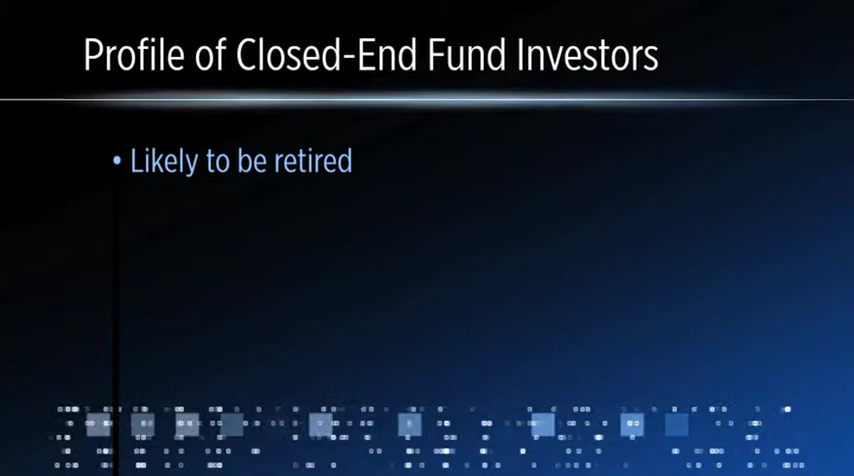 Profile of Closed-End Fund Investors
• Likely to be retired